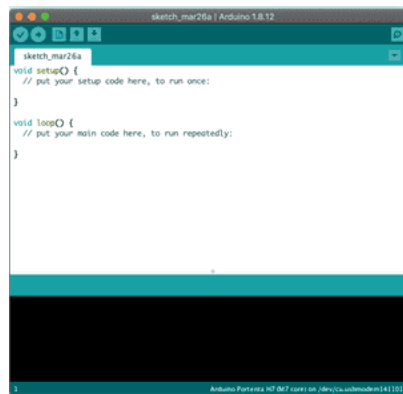 sketch_mar26a | Arduino 1.8.12
sketch_mar26a
void setup() {
// put your setup code here, to run once:
}
void loop() {
// put your main code here, to run repeatedly:
}
1
Arduino Portenta H7 (M7 core) on /dev/cu.usbmodem141101